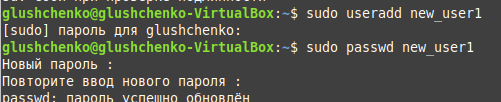 glushchenko@glushchenko-VirtualBox:~$ sudo useradd new_user1
[sudo] пароль для glushchenko:
glushchenko@glushchenko-VirtualBox:~$ sudo passwd new_user1
Новый пароль :
Повторите ввод нового пароля :
passwd: пароль успешно обновлён